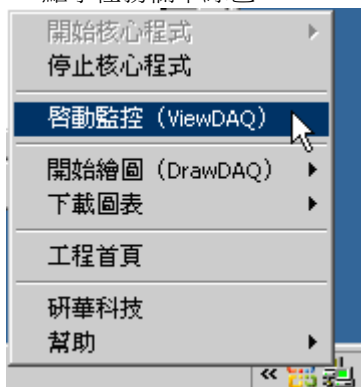 開始核心程式
停止核心程式
啓動監控（ViewDAQ）
開始繪圖（DrawDAQ）
下載圖表
工程首頁
研華科技
幫助